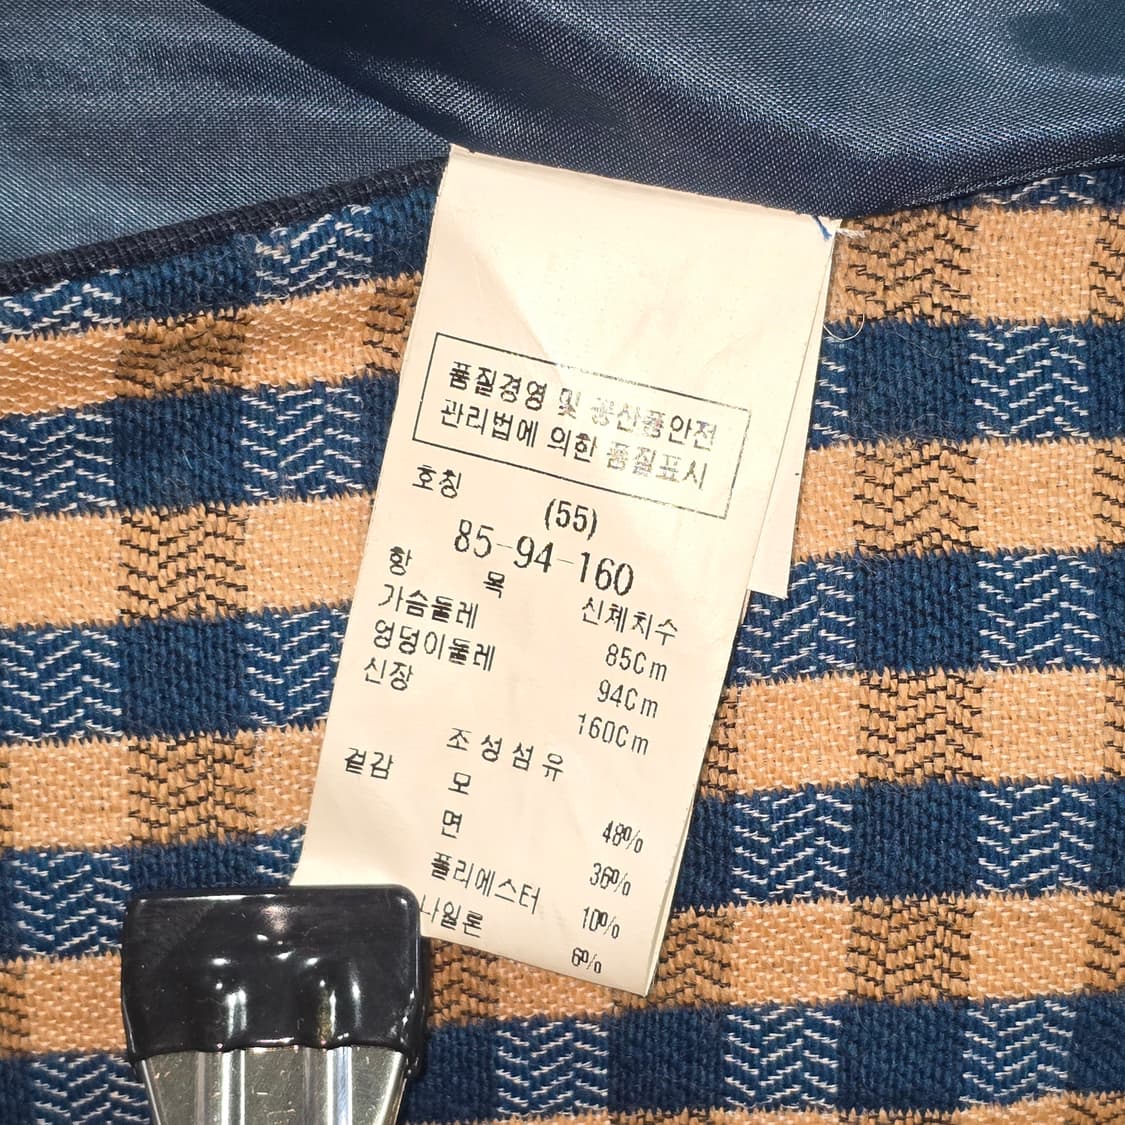 품질경영 및 공산품안전
관리법에 의한 품질표시
호칭
(55)
85-94-160
항 목 신체치수
가슴둘레 85Cm
엉덩이둘레 94Cm
신장 160Cm
조성섬유
겉감
모 48%
면 36%
폴리에스터 10%
나일론 6%